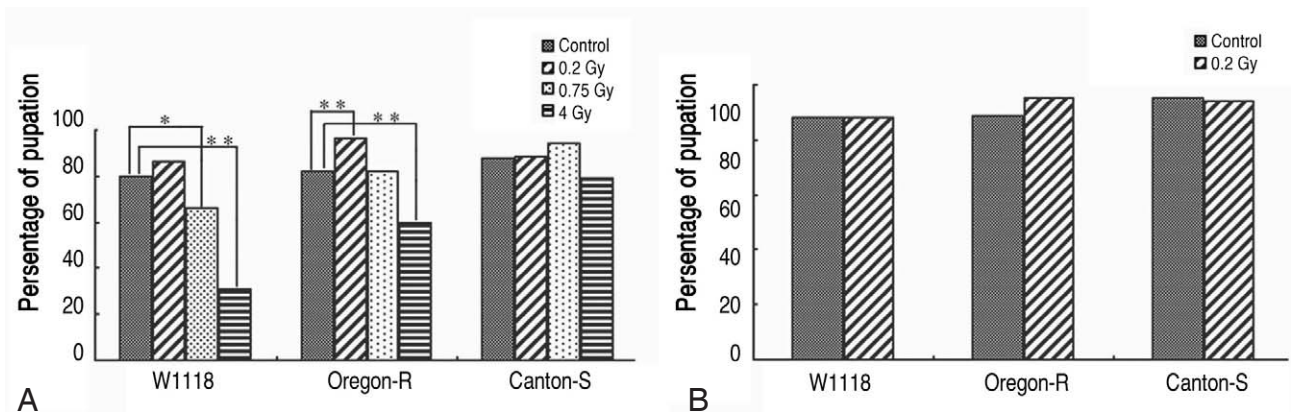 Control
0.2 Gy
0.75 Gy
4 Gy
Persentage of pupation
100
80
60
40
20
0
*
**
**
**
W1118
Oregon-R
Canton-S
A
Control
0.2 Gy
Persentage of pupation
100
80
60
40
20
0
W1118
Oregon-R
Canton-S
B